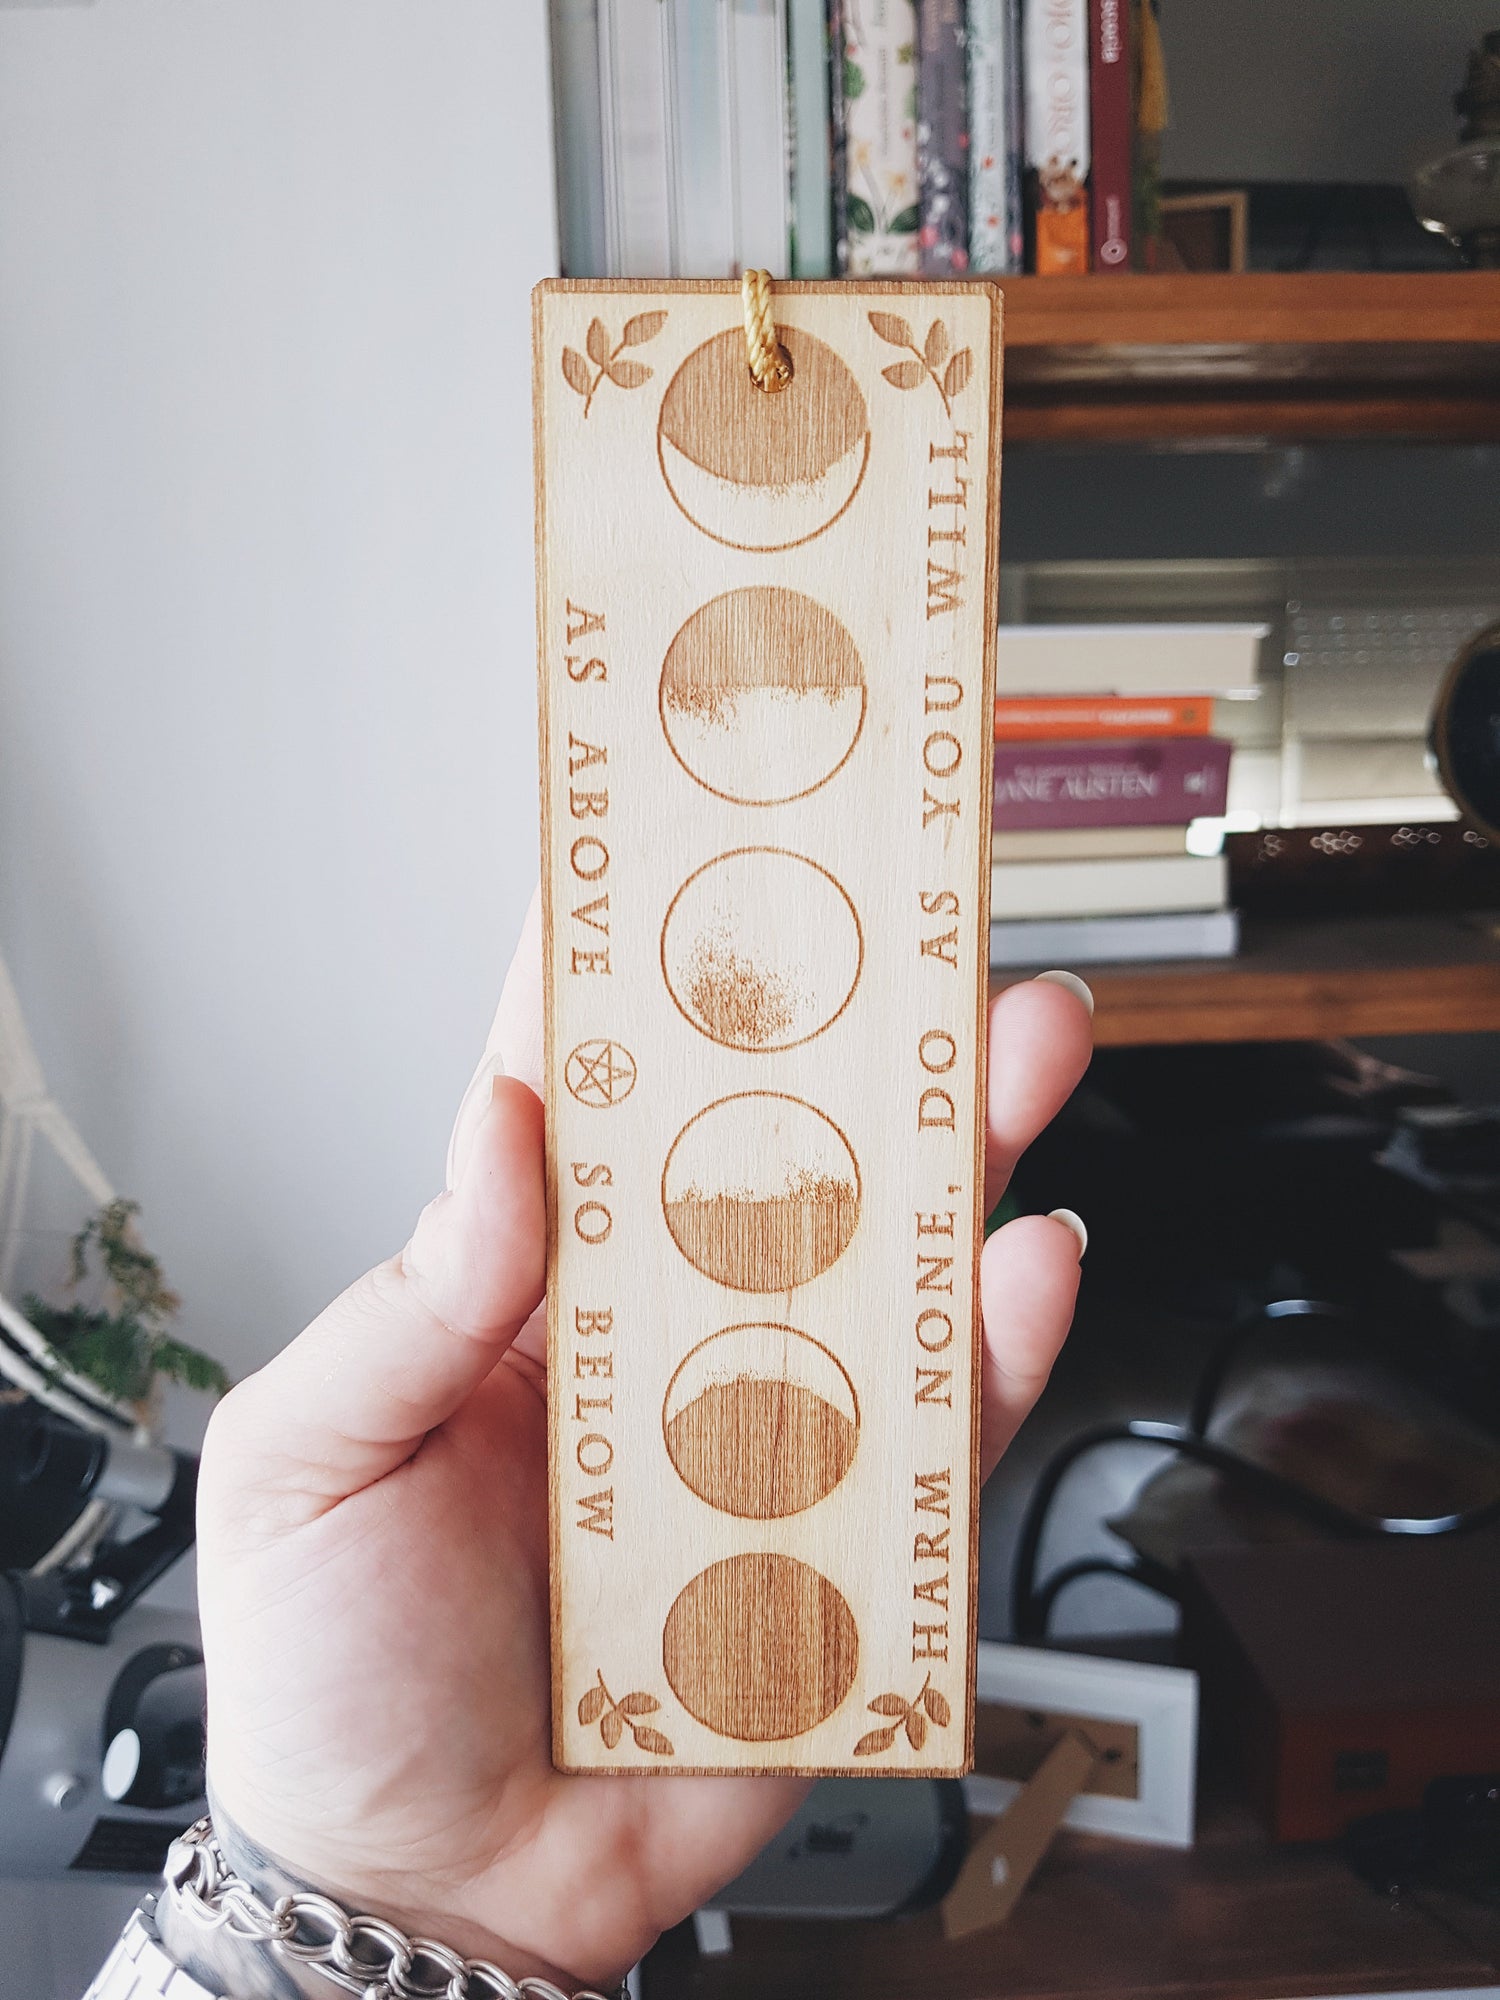 AS ABOVE SO BELOW
HARM NONE, DO AS YOU WILL
JANE AUSTEN